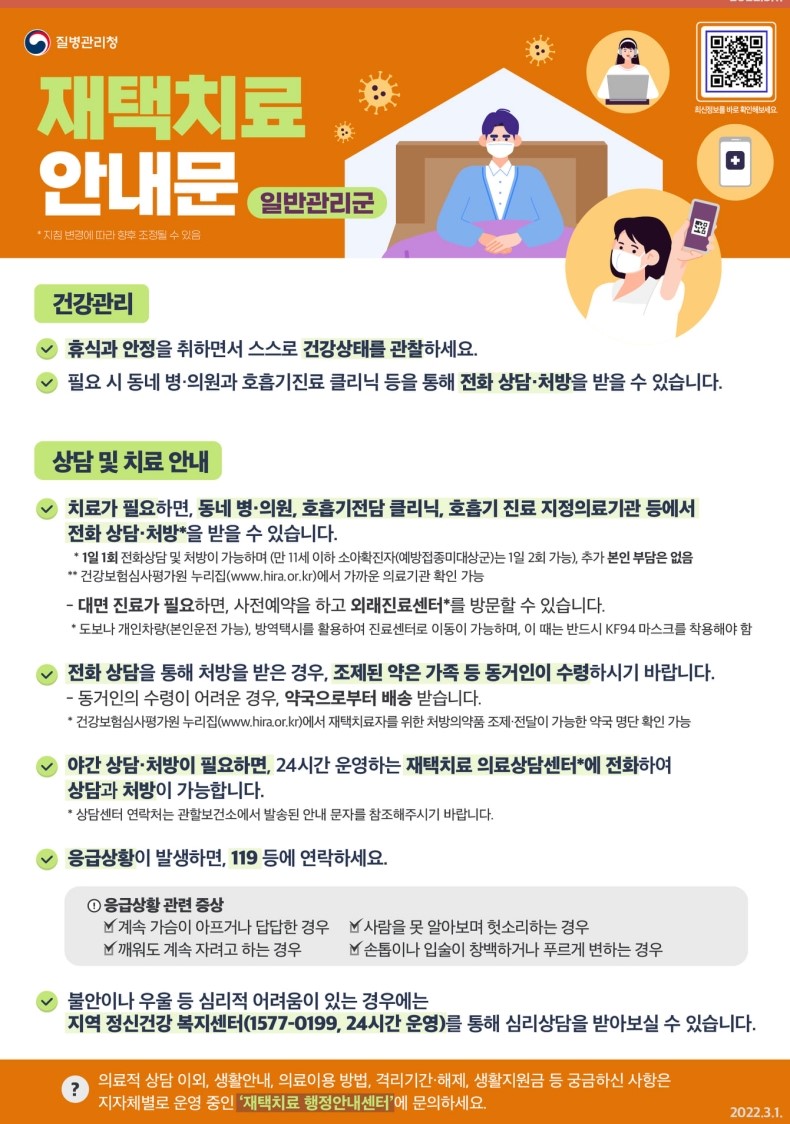 질병관리청
최신정보를 바로 확인해보세요.
재택치료
안내문
일반관리군
* 지침 변경에 따라 향후 조정될 수 있음
건강관리
휴식과 안정을 취하면서 스스로 건강상태를 관찰하세요.
필요 시 동네 병·의원과 호흡기진료 클리닉 등을 통해 전화 상담·처방을 받을 수 있습니다.
상담 및 치료 안내
치료가 필요하면, 동네 병·의원, 호흡기전담 클리닉, 호흡기 진료 지정의료기관 등에서
전화 상담·처방*을 받을 수 있습니다.
* 1일 1회 전화상담 및 처방이 가능하며 (만 11세 이하 소아확진자(예방접종미대상군)는 1일 2회 가능), 추가 본인 부담은 없음
** 건강보험심사평가원 누리집(www.hira.or.kr)에서 가까운 의료기관 확인 가능
- 대면 진료가 필요하면, 사전예약을 하고 외래진료센터*를 방문할 수 있습니다.
* 도보나 개인차량(본인운전 가능), 방역택시를 활용하여 진료센터로 이동이 가능하며, 이 때는 반드시 KF94 마스크를 착용해야 함
전화 상담을 통해 처방을 받은 경우, 조제된 약은 가족 등 동거인이 수령하시기 바랍니다.
- 동거인의 수령이 어려운 경우, 약국으로부터 배송 받습니다.
* 건강보험심사평가원 누리집(www.hira.or.kr)에서 재택치료자를 위한 처방의약품 조제·전달이 가능한 약국 명단 확인 가능
야간 상담·처방이 필요하면, 24시간 운영하는 재택치료 의료상담센터*에 전화하여
상담과 처방이 가능합니다.
* 상담센터 연락처는 관할보건소에서 발송된 안내 문자를 참조해주시기 바랍니다.
응급상황이 발생하면, 119 등에 연락하세요.
응급상황 관련 증상
계속 가슴이 아프거나 답답한 경우 사람을 못 알아보며 헛소리하는 경우
깨워도 계속 자려고 하는 경우 손톱이나 입술이 창백하거나 푸르게 변하는 경우
불안이나 우울 등 심리적 어려움이 있는 경우에는
지역 정신건강 복지센터(1577-0199, 24시간 운영)를 통해 심리상담을 받아보실 수 있습니다.
? 의료적 상담 이외, 생활안내, 의료이용 방법, 격리기간·해제, 생활지원금 등 궁금하신 사항은
지자체별로 운영 중인 '재택치료 행정안내센터'에 문의하세요.
2022.3.1.